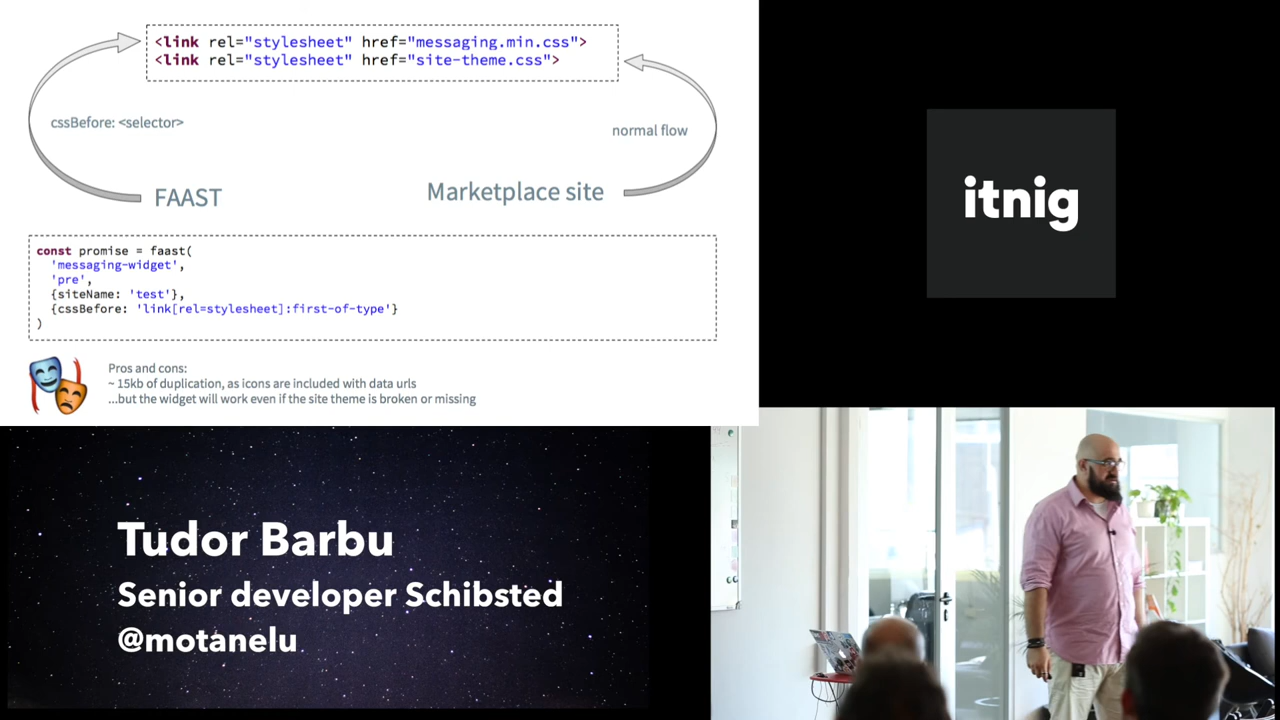 <link rel="stylesheet" href="messaging.min.css">
<link rel="stylesheet" href="site-theme.css">
cssBefore: <selector>
normal flow
FAAST
Marketplace site
const promise = faast(
'messaging-widget',
'pre',
{siteName: 'test'},
{cssBefore: 'link[rel=stylesheet]:first-of-type'}
)
Pros and cons:
~ 15kb of duplication, as icons are included with data urls
...but the widget will work even if the site theme is broken or missing
itnig
Tudor Barbu
Senior developer Schibsted
@motanelu